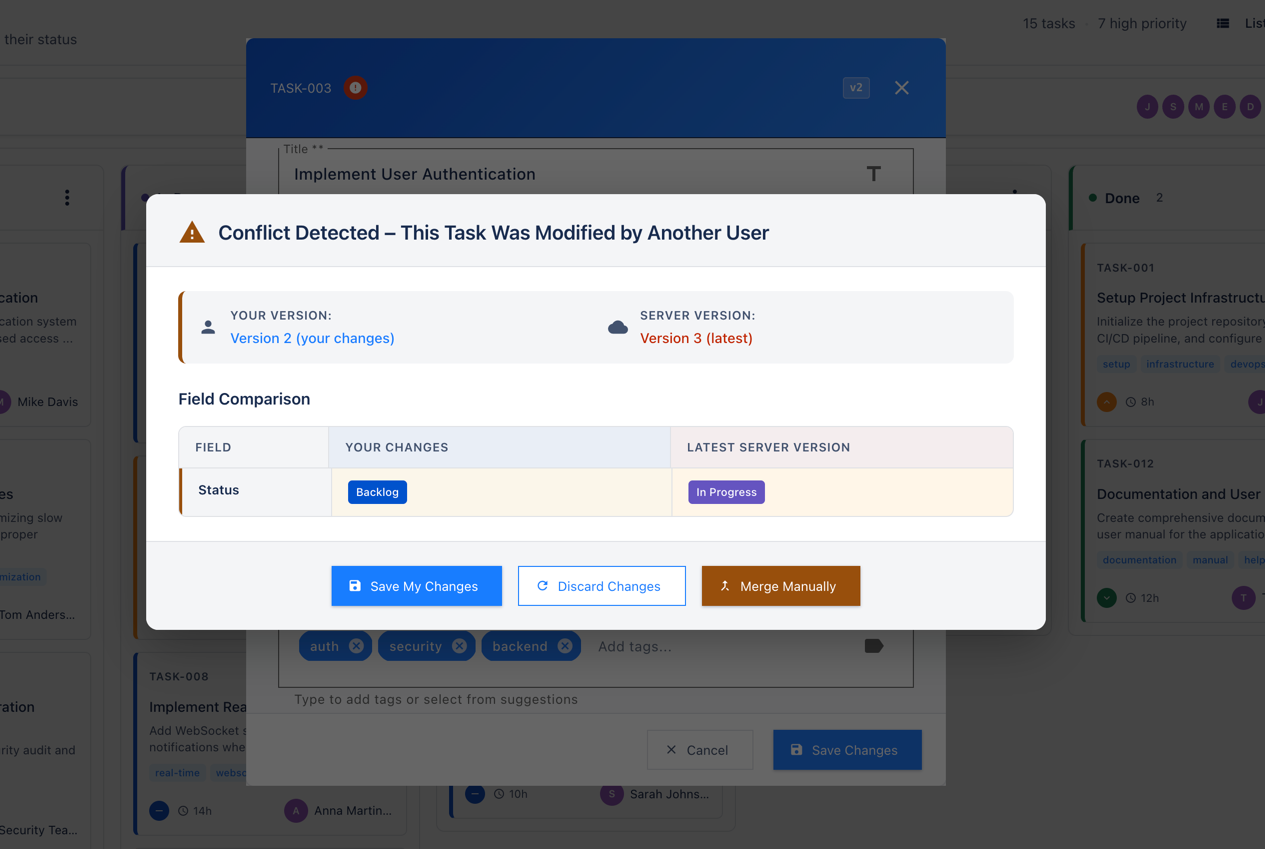 their status
15 tasks · 7 high priority
List
TASK-003
v2
J S M E D
Title **
Implement User Authentication
Done 2
Conflict Detected – This Task Was Modified by Another User
YOUR VERSION:
Version 2 (your changes)
SERVER VERSION:
Version 3 (latest)
Field Comparison
FIELD YOUR CHANGES LATEST SERVER VERSION
Status Backlog In Progress
Save My Changes
Discard Changes
Merge Manually
auth
security
backend
Add tags...
Type to add tags or select from suggestions
Cancel
Save Changes
cation
cation system
sed access ...
Mike Davis
es
mizing slow
proper
mization
Tom Anders...
ration
rity audit and
Security Tea...
TASK-008
Implement Rea
Add WebSocket s
notifications whe
real-time
websc
14h
A
Anna Martin...
10h
S
Sarah Johns...
TASK-001
Setup Project Infrastructu
Initialize the project repository
CI/CD pipeline, and configure
setup
infrastructure
devops
8h
J
TASK-012
Documentation and User
Create comprehensive docum
user manual for the applicatio
documentation
manual
help
12h
T